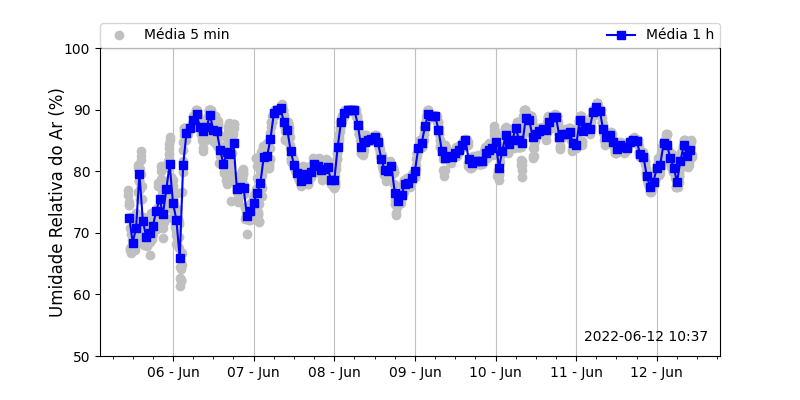 Média 5 min
Média 1 h
Umidade Relativa do Ar (%)
100
90
80
70
60
50
2022-06-12 10:37
06 - Jun
07 - Jun
08 - Jun
09 - Jun
10 - Jun
11 - Jun
12 - Jun